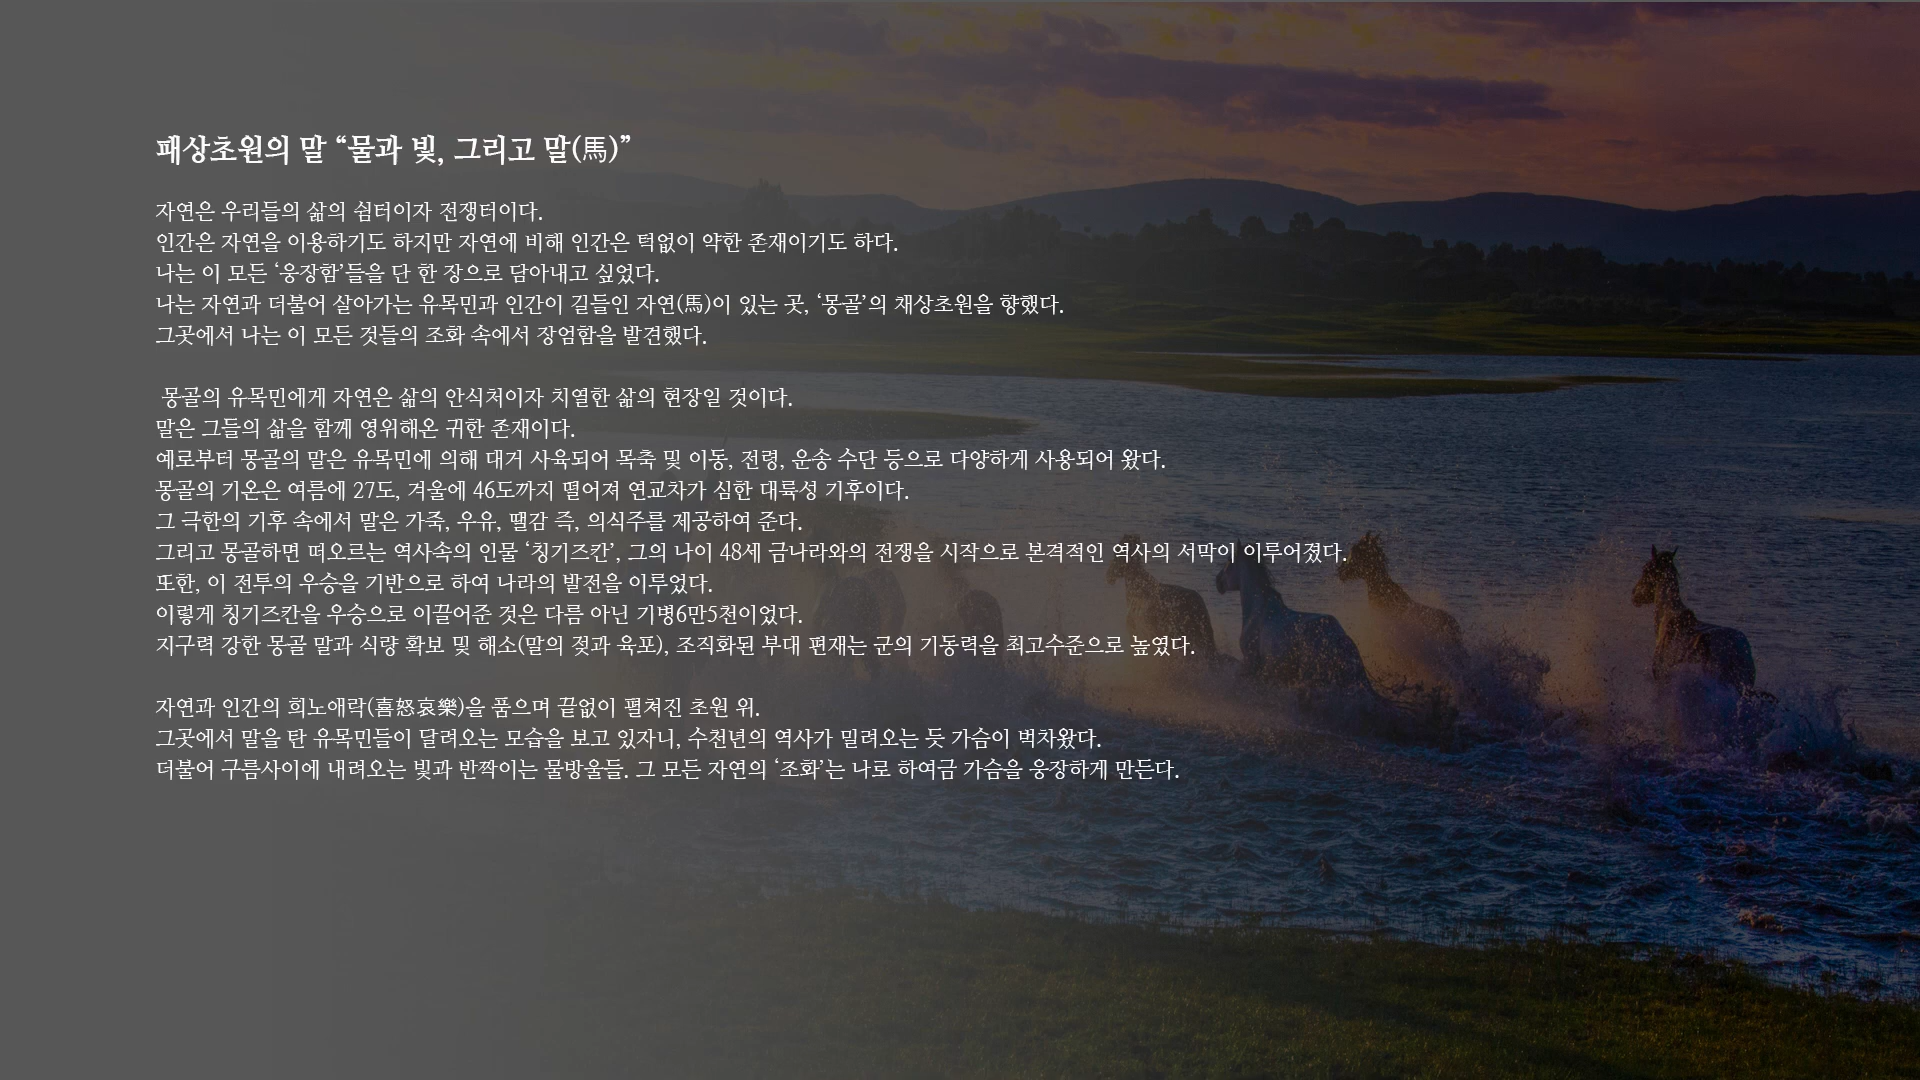 패상초원의 말 “물과 빛, 그리고 말(馬)”
자연은 우리들의 삶의 쉼터이자 전쟁터이다.
인간은 자연을 이용하기도 하지만 자연에 비해 인간은 턱없이 약한 존재이기도 하다.
나는 이 모든 ‘웅장함’들을 단 한 장으로 담아내고 싶었다.
나는 자연과 더불어 살아가는 유목민과 인간이 길들인 자연(馬)이 있는 곳, ‘몽골’의 채상초원을 향했다.
그곳에서 나는 이 모든 것들의 조화 속에서 장엄함을 발견했다.
몽골의 유목민에게 자연은 삶의 안식처이자 치열한 삶의 현장일 것이다.
말은 그들의 삶을 함께 영위해온 귀한 존재이다.
예로부터 몽골의 말은 유목민에 의해 대거 사육되어 목축 및 이동, 전령, 운송 수단 등으로 다양하게 사용되어 왔다.
몽골의 기온은 여름에 27도, 겨울에 46도까지 떨어져 연교차가 심한 대륙성 기후이다.
그 극한의 기후 속에서 말은 가죽, 우유, 땔감 즉, 의식주를 제공하여 준다.
그리고 몽골하면 떠오르는 역사속의 인물 ‘칭기즈칸’, 그의 나이 48세 금나라와의 전쟁을 시작으로 본격적인 역사의 서막이 이루어졌다.
또한, 이 전투의 우승을 기반으로 하여 나라의 발전을 이루었다.
이렇게 칭기즈칸을 우승으로 이끌어준 것은 다름 아닌 기병6만5천이었다.
지구력 강한 몽골 말과 식량 확보 및 해소(말의 젖과 육포), 조직화된 부대 편재는 군의 기동력을 최고수준으로 높였다.
자연과 인간의 희노애락(喜怒哀樂)을 품으며 끝없이 펼쳐진 초원 위.
그곳에서 말을 탄 유목민들이 달려오는 모습을 보고 있자니, 수천년의 역사가 밀려오는 듯 가슴이 벅차왔다.
더불어 구름사이에 내려오는 빛과 반짝이는 물방울들. 그 모든 자연의 ‘조화’는 나로 하여금 가슴을 웅장하게 만든다.